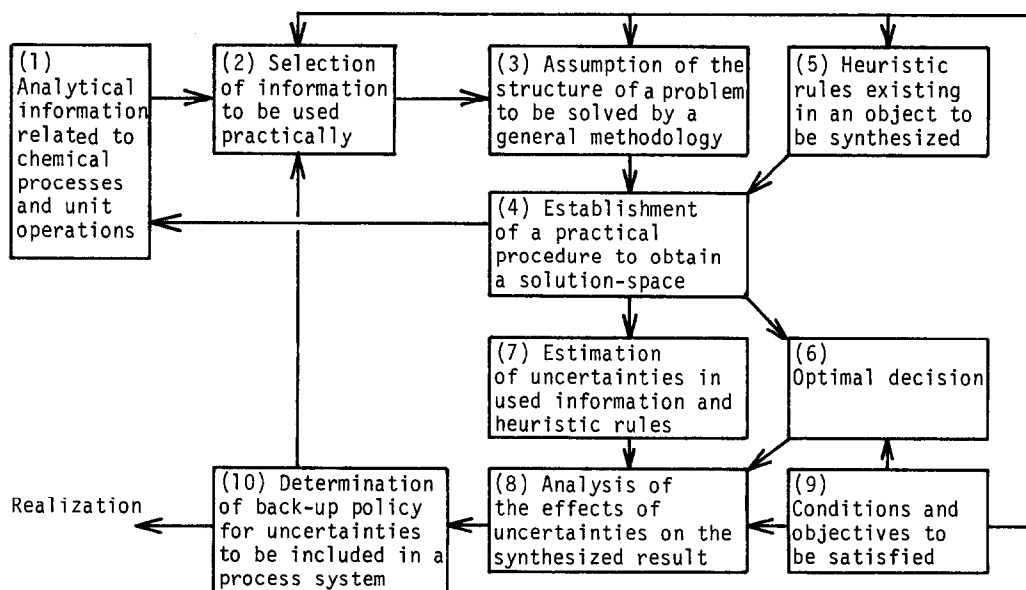 (1)
Analytical
information
related to
chemical
processes
and unit
operations
(2) Selection
of information
to be used
practically
(3) Assumption of the
structure of a problem
to be solved by a
general methodology
(5) Heuristic
rules existing
in an object to
be synthesized
(4) Establishment
of a practical
procedure to obtain
a solution-space
(7) Estimation
of uncertainties in
used information and
heuristic rules
(6)
Optimal decision
Realization
(10) Determination
of back-up policy
for uncertainties
to be included in a
process system
(8) Analysis of
the effects of
uncertainties on the
synthesized result
(9)
Conditions and
objectives to
be satisfied